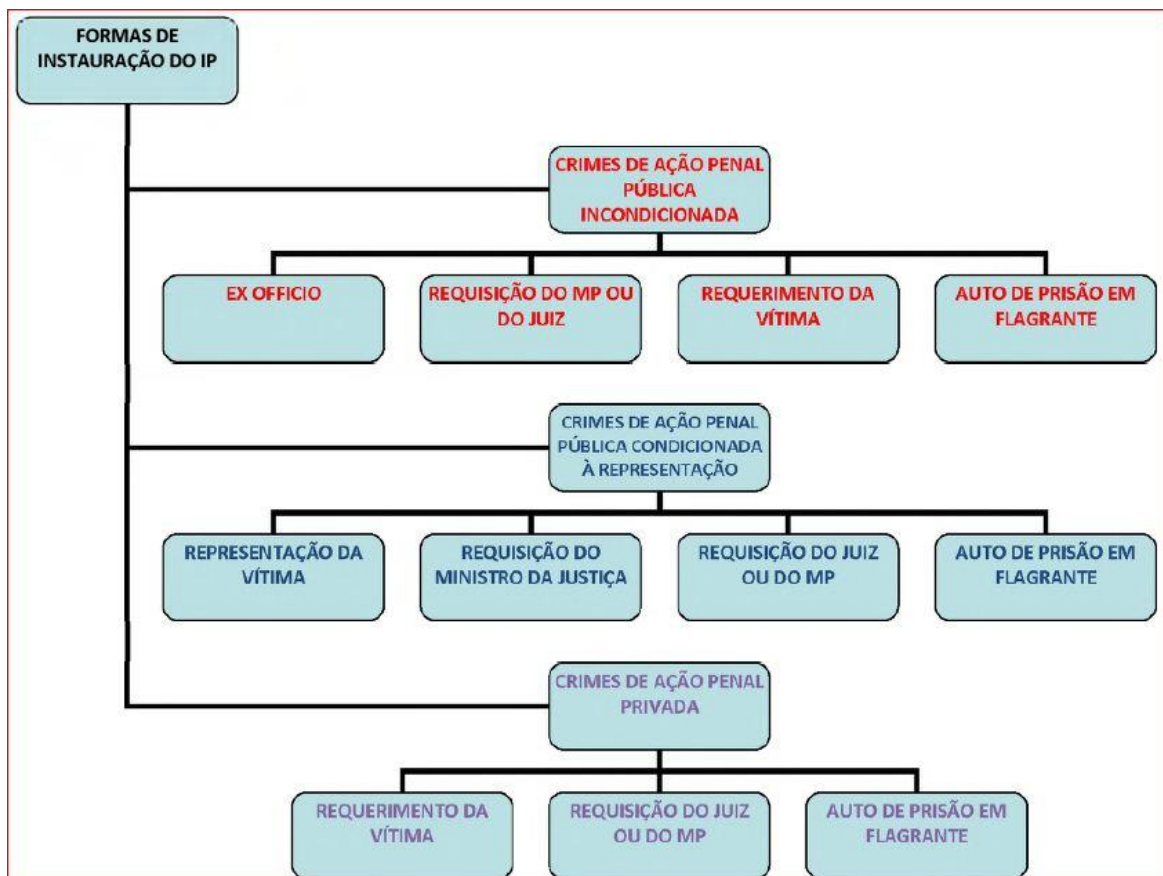 FORMAS DE
INSTAURAÇÃO DO IP
CRIMES DE AÇÃO PENAL
PÚBLICA
INCONDICIONADA
EX OFFICIO
REQUISIÇÃO DO MP OU
DO JUIZ
REQUERIMENTO DA
VÍTIMA
AUTO DE PRISÃO EM
FLAGRANTE
CRIMES DE AÇÃO PENAL
PÚBLICA CONDICIONADA
À REPRESENTAÇÃO
REPRESENTAÇÃO DA
VÍTIMA
REQUISIÇÃO DO
MINISTRO DA JUSTIÇA
REQUISIÇÃO DO JUIZ
OU DO MP
AUTO DE PRISÃO EM
FLAGRANTE
CRIMES DE AÇÃO PENAL
PRIVADA
REQUERIMENTO DA
VÍTIMA
REQUISIÇÃO DO JUIZ
OU DO MP
AUTO DE PRISÃO EM
FLAGRANTE